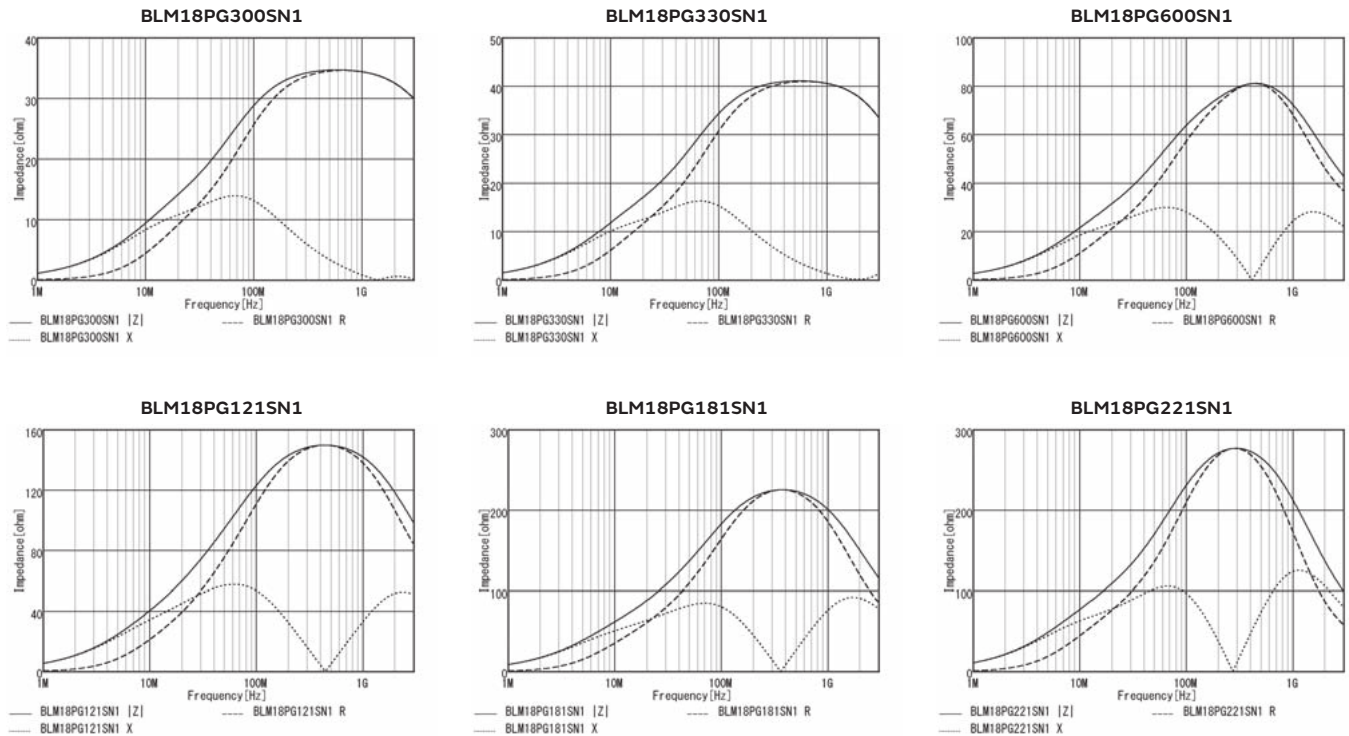 BLM18PG300SN1
40
30
20
10
0
Impedance[ohm]
1M 10M 100M 1G
Frequency[Hz]
BLM18PG300SN1 |Z| BLM18PG300SN1 R
BLM18PG300SN1 X
BLM18PG330SN1
50
40
30
20
10
0
Impedance[ohm]
1M 10M 100M 1G
Frequency[Hz]
BLM18PG330SN1 |Z| BLM18PG330SN1 R
BLM18PG330SN1 X
BLM18PG600SN1
100
80
60
40
20
0
Impedance[ohm]
1M 10M 100M 1G
Frequency[Hz]
BLM18PG600SN1 |Z| BLM18PG600SN1 R
BLM18PG600SN1 X
BLM18PG121SN1
160
120
80
40
0
Impedance[ohm]
1M 10M 100M 1G
Frequency[Hz]
BLM18PG121SN1 |Z| BLM18PG121SN1 R
BLM18PG121SN1 X
BLM18PG181SN1
300
200
100
0
Impedance[ohm]
1M 10M 100M 1G
Frequency[Hz]
BLM18PG181SN1 |Z| BLM18PG181SN1 R
BLM18PG181SN1 X
BLM18PG221SN1
300
200
100
0
Impedance[ohm]
1M 10M 100M 1G
Frequency[Hz]
BLM18PG221SN1 |Z| BLM18PG221SN1 R
BLM18PG221SN1 X